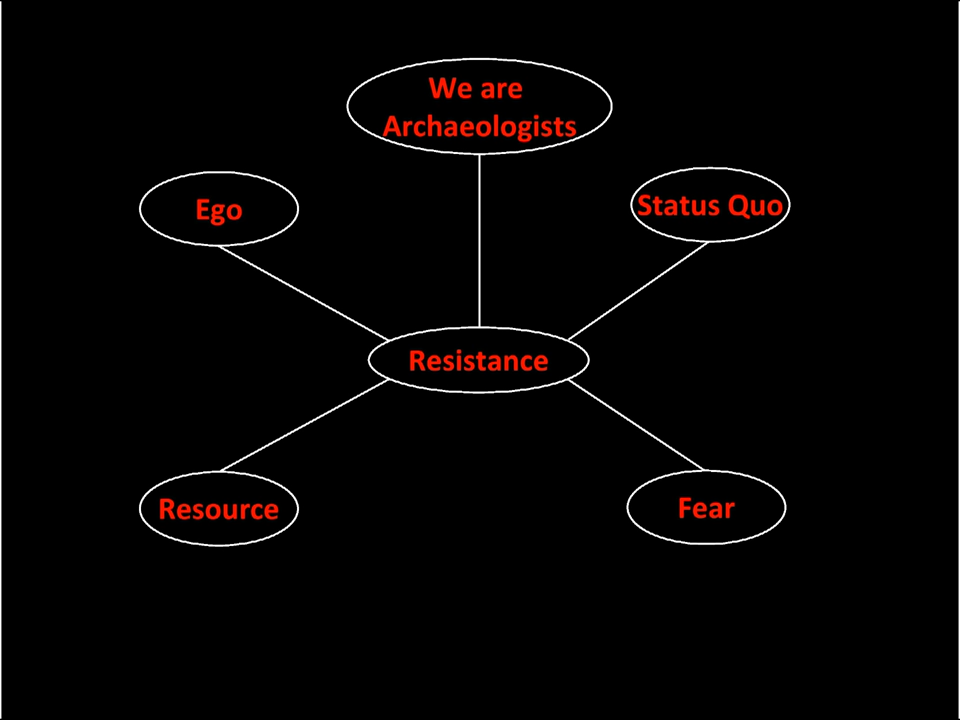 We are
Archaeologists
Ego
Status Quo
Resistance
Resource
Fear